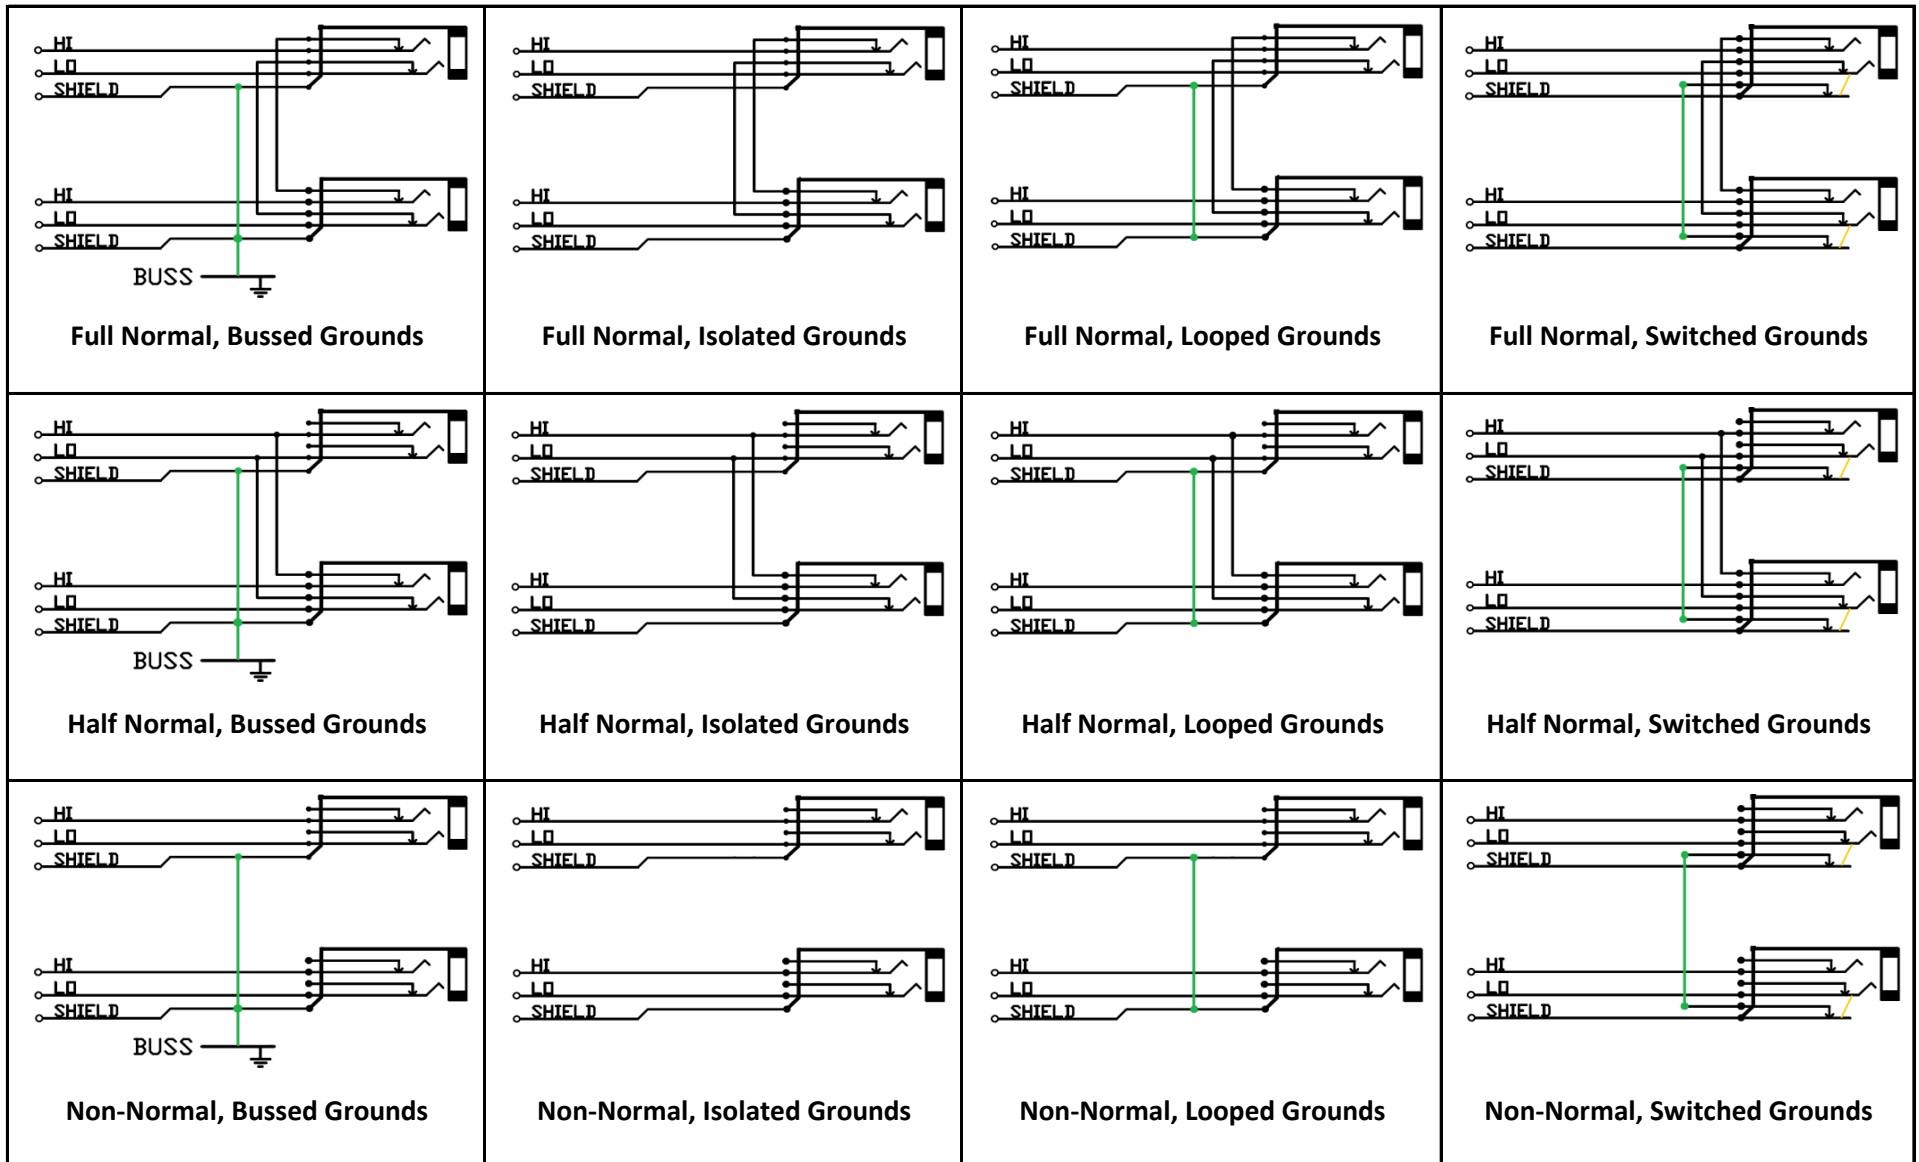 HI
LO
SHIELD
HI
LO
SHIELD
BUSS
Full Normal, Bussed Grounds
HI
LO
SHIELD
HI
LO
SHIELD
Full Normal, Isolated Grounds
HI
LO
SHIELD
HI
LO
SHIELD
Full Normal, Looped Grounds
HI
LO
SHIELD
HI
LO
SHIELD
Full Normal, Switched Grounds
HI
LO
SHIELD
HI
LO
SHIELD
BUSS
Half Normal, Bussed Grounds
HI
LO
SHIELD
HI
LO
SHIELD
Half Normal, Isolated Grounds
HI
LO
SHIELD
HI
LO
SHIELD
Half Normal, Looped Grounds
HI
LO
SHIELD
HI
LO
SHIELD
Half Normal, Switched Grounds
HI
LO
SHIELD
HI
LO
SHIELD
BUSS
Non-Normal, Bussed Grounds
HI
LO
SHIELD
HI
LO
SHIELD
Non-Normal, Isolated Grounds
HI
LO
SHIELD
HI
LO
SHIELD
Non-Normal, Looped Grounds
HI
LO
SHIELD
HI
LO
SHIELD
Non-Normal, Switched Grounds